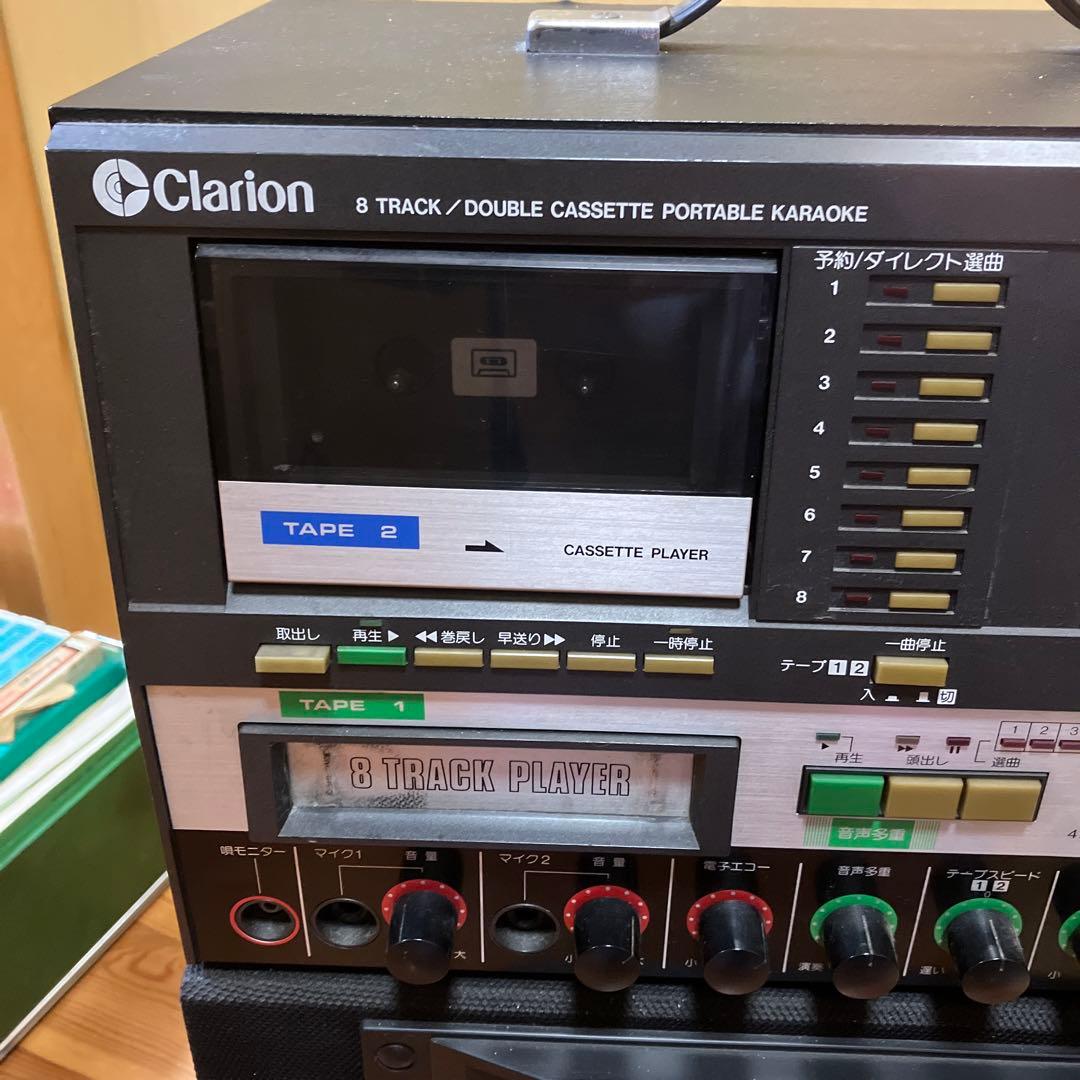 Clarion
8 TRACK/DOUBLE CASSETTE PORTABLE KARAOKE
予約/ダイレクト選曲
1
2
3
4
5
6
7
8
TAPE 2
CASSETTE PLAYER
取出し 再生 ▶ ◀◀ 巻戻し 早送り ▶▶ 停止 一時停止
一曲停止
テープ 1 2
入 切
TAPE 1
8 TRACK PLAYER
1 2 3
▶ ▶▶ 選曲
再生 頭出し
音声多重
4
唄モニター マイク1 音量 マイク2 音量 電子エコー 音声多重 テープスピード
1 2
0
大 小 大 小 演奏 遅い 小